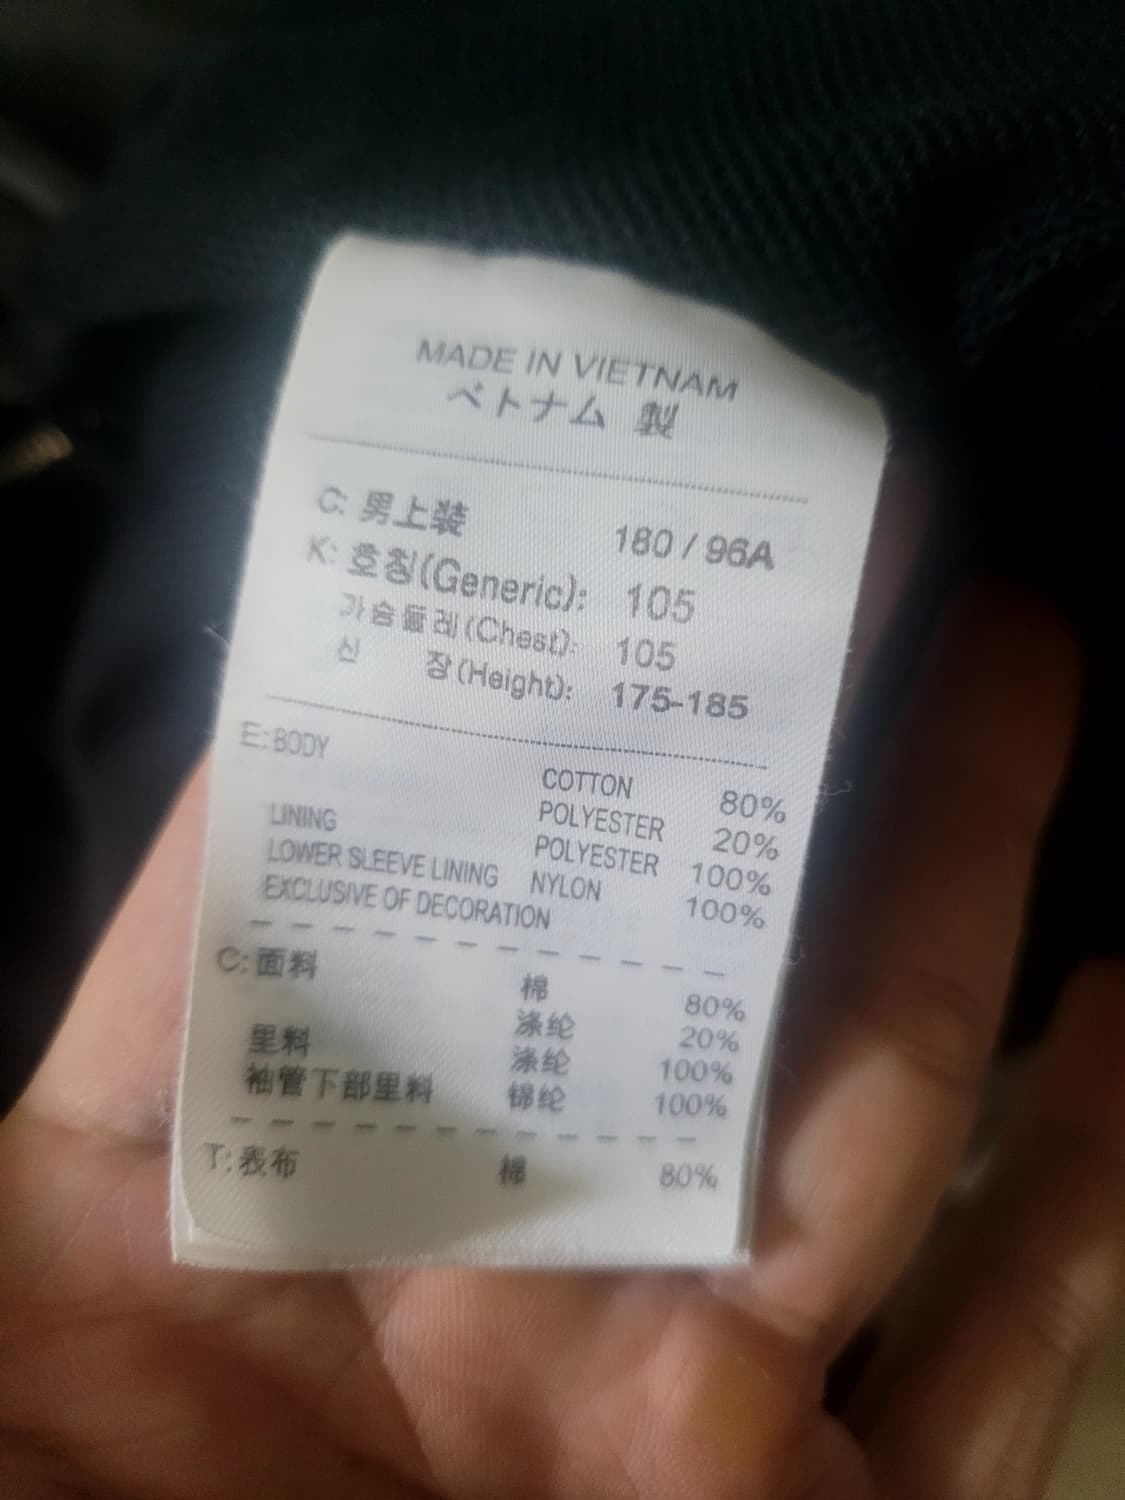 MADE IN VIETNAM
ベトナム 製
C: 男上装 180 / 96A
K: 호칭(Generic): 105
가슴둘레(Chest): 105
신 장(Height): 175-185
E: BODY COTTON 80%
POLYESTER 20%
LINING POLYESTER 100%
LOWER SLEEVE LINING NYLON 100%
EXCLUSIVE OF DECORATION
C: 面料 棉 80%
涤纶 20%
里料 涤纶 100%
袖管下部里料 锦纶 100%
T: 表布 棉 80%